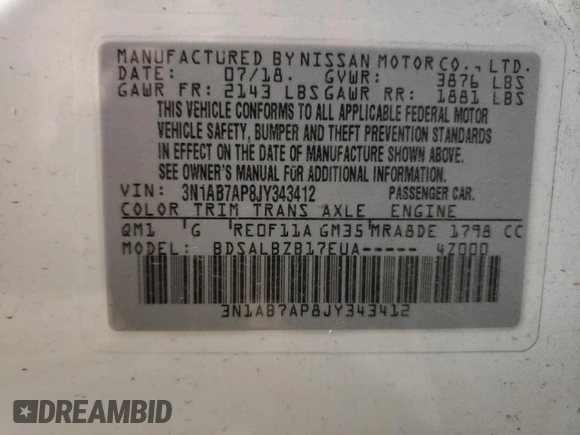 MANUFACTURED BY NISSAN MOTOR CO., LTD.
DATE: 07/18. GVWR: 3876 LBS
GAWR FR: 2143 LBS GAWR RR: 1881 LBS
THIS VEHICLE CONFORMS TO ALL APPLICABLE FEDERAL MOTOR
VEHICLE SAFETY, BUMPER AND THEFT PREVENTION STANDARDS
IN EFFECT ON THE DATE OF MANUFACTURE SHOWN ABOVE.
SEE OWNER'S MANUAL FOR ADDITIONAL INFORMATION.
VIN: 3N1AB7AP8JY343412 PASSENGER CAR.
COLOR TRIM TRANS AXLE ENGINE
QM1 G RE0F11A GM35 MRA8DE 1798 CC
MODEL: BDSALBZB17EUA----- 4Z000
3N1AB7AP8JY343412
DREAMBID